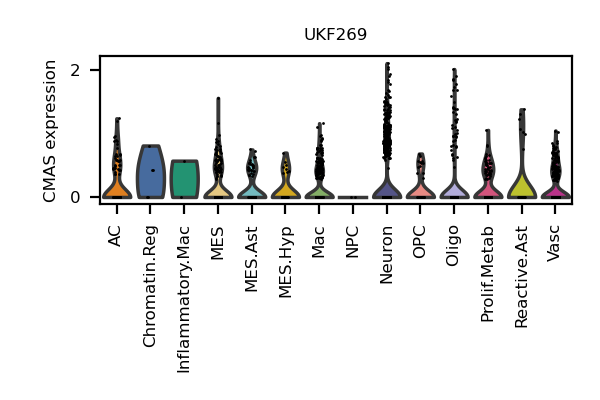 UKF269
CMAS expression
2
0
AC
Chromatin.Reg
Inflammatory.Mac
MES
MES.Ast
MES.Hyp
Mac
NPC
Neuron
OPC
Oligo
Prolif.Metab
Reactive.Ast
Vasc